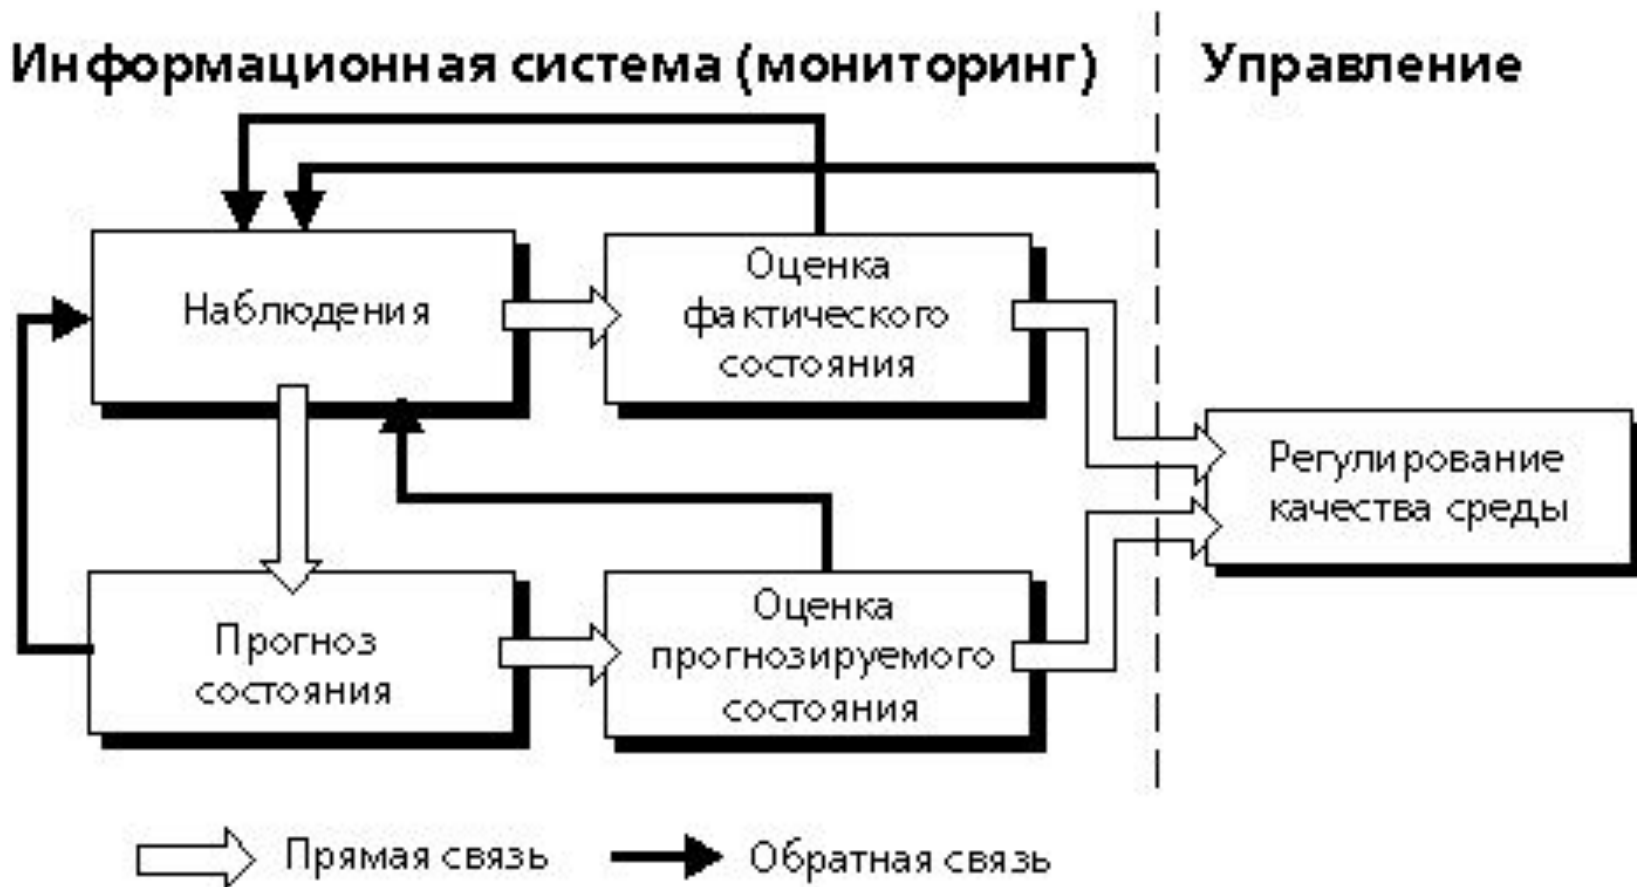 Информационная система (мониторинг)
Управление
Наблюдения
Оценка
фактического
состояния
Регулирование
качества среды
Прогноз
состояния
Оценка
прогнозируемого
состояния
Прямая связь
Обратная связь